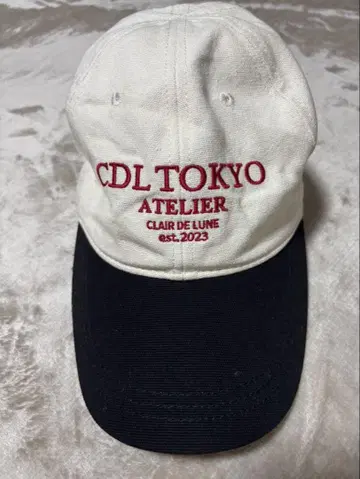 CDL TOKYO
ATELIER
CLAIR DE LUNE
est.2023